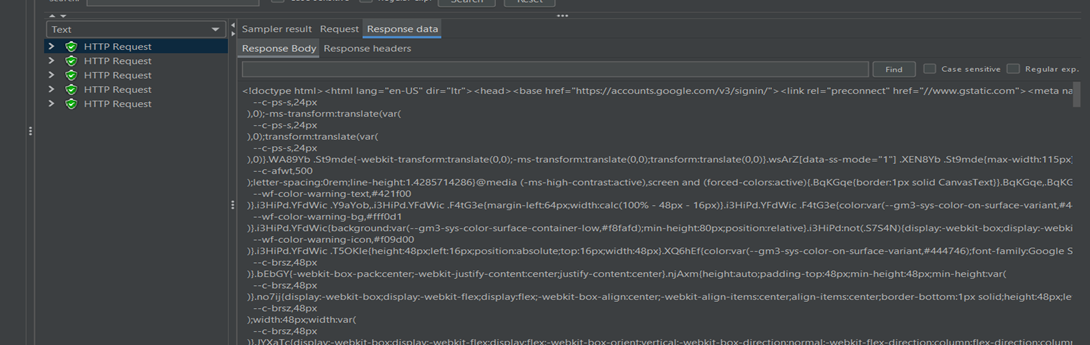 Search:
Case sensitive
Regular exp.
Search
Reset
Text
HTTP Request
HTTP Request
HTTP Request
HTTP Request
HTTP Request
Sampler result Request Response data
Response Body Response headers
Find
Case sensitive
Regular exp.
<!doctype html><html lang="en-US" dir="ltr"><head><base href="https://accounts.google.com/v3/signin/"><link rel="preconnect" href="//www.gstatic.com"><meta na
--c-ps-s,24px
),0);-ms-transform:translate(var(
--c-ps-s,24px
),0);transform:translate(var(
--c-ps-s,24px
),0)}.WA89Yb .St9mde{-webkit-transform:translate(0,0);-ms-transform:translate(0,0);transform:translate(0,0)}.wsArZ[data-ss-mode="1"] .XEN8Yb .St9mde{max-width:115px}
--c-afwt,500
);letter-spacing:0rem;line-height:1.4285714286}@media (-ms-high-contrast:active),screen and (forced-colors:active){.BqKGqe{border:1px solid CanvasText}}.BqKGqe,.BqKG
--wf-color-warning-text,#421f00
)}.i3HiPd.YFdWic .Y9aYob,.i3HiPd.YFdWic .F4tG3e{margin-left:64px;width:calc(100% - 48px - 16px)}.i3HiPd.YFdWic .F4tG3e{color:var(--gm3-sys-color-on-surface-variant,#4
--wf-color-warning-bg,#fff0d1
)}.i3HiPd.YFdWic{background:var(--gm3-sys-color-surface-container-low,#f8fafd);min-height:80px;position:relative}.i3HiPd:not(.S7S4N){display:-webkit-box;display:-webki
--wf-color-warning-icon,#f09d00
)}.i3HiPd.YFdWic .T5OKle{height:48px;left:16px;position:absolute;top:16px;width:48px}.XQ6hEf{color:var(--gm3-sys-color-on-surface-variant,#444746);font-family:Google S
--c-brsz,48px
)}.bEbGY{-webkit-box-pack:center;-webkit-justify-content:center;justify-content:center}.njAxm{height:auto;padding-top:48px;min-height:48px;min-height:var(
--c-brsz,48px
)}.no7ij{display:-webkit-box;display:-webkit-flex;display:flex;-webkit-box-align:center;-webkit-align-items:center;align-items:center;border-bottom:1px solid;height:48px;le
--c-brsz,48px
);width:48px;width:var(
--c-brsz,48px
)}.JYXaTc{display:-webkit-box;display:-webkit-flex;display:flex;-webkit-box-orient:vertical;-webkit-box-direction:normal;-webkit-flex-direction:column;flex-direction:colum